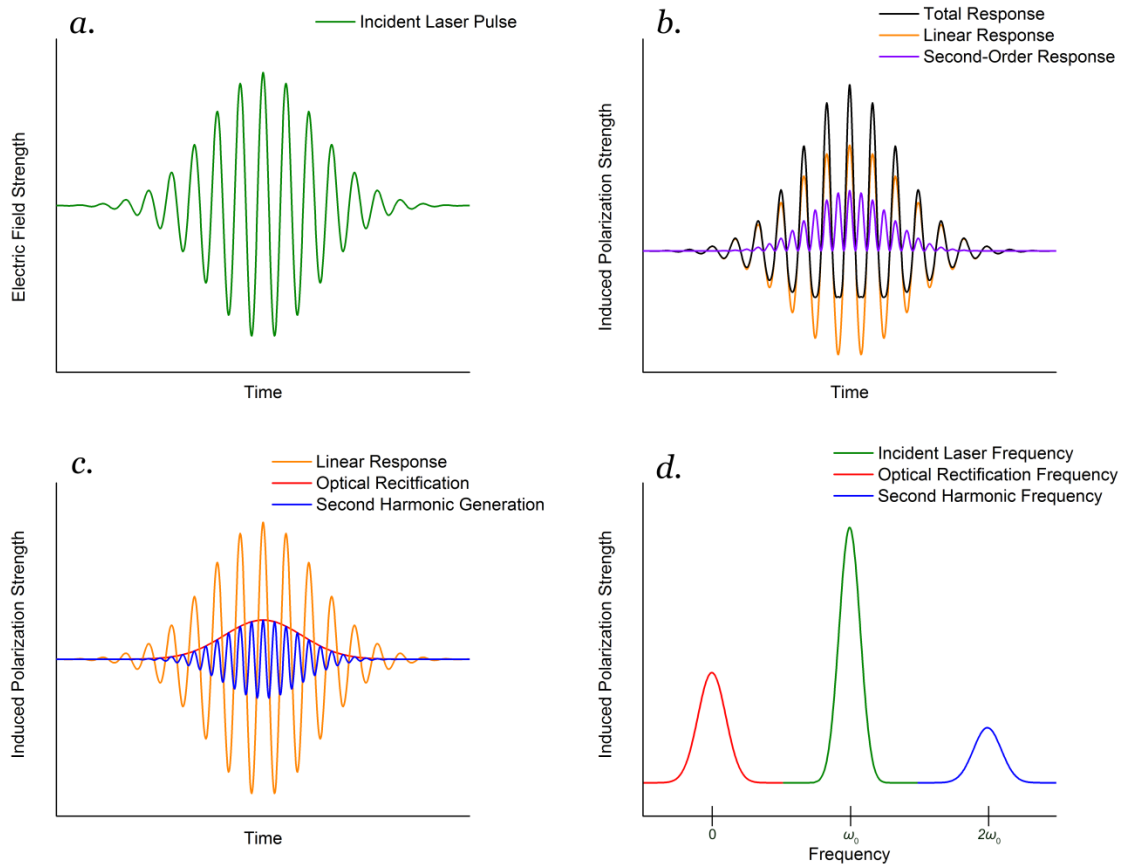 a.
Incident Laser Pulse
Electric Field Strength
Time
b.
Total Response
Linear Response
Second-Order Response
Induced Polarization Strength
Time
c.
Linear Response
Optical Recitfication
Second Harmonic Generation
Induced Polarization Strength
Time
d.
Incident Laser Frequency
Optical Rectification Frequency
Second Harmonic Frequency
Induced Polarization Strength
0 ω₀ 2ω₀
Frequency